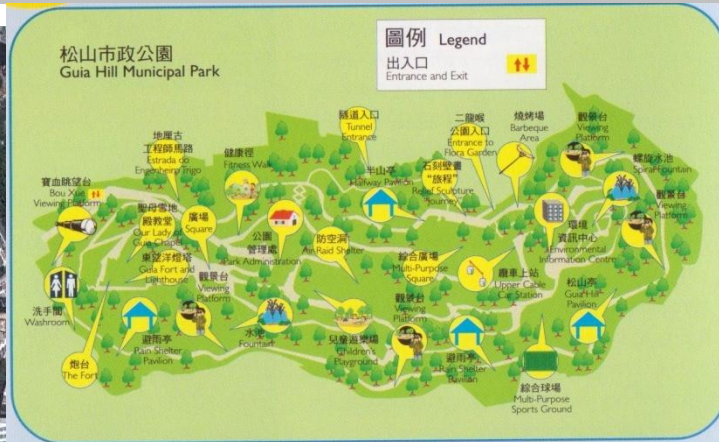 松山市政公園
Guia Hill Municipal Park
圖例 Legend
出入口
Entrance and Exit
隧道入口
Tunnel
Entrance
二龍喉
公園入口
Entrance to
Flora Garden
燒烤場
Barbeque
Area
觀景台
Viewing
Platform
地厘古
工程師馬路
Estrada do
Engenheiro Trigo
健康徑
Fitness Walk
半山亭
Halfway Pavilion
石刻壁畫
"旅程"
Relief Sculpture
"Journey"
螺旋水池
Spiral Fountain
觀景台
Viewing
Platform
寶血眺望台
Bou Xue
Viewing Platform
聖母雪地
殿教堂
Our Lady of
Guia Chapel
廣場
Square
公園
管理處
Park Administration
防空洞
Air Raid Shelter
綜合廣場
Multi-Purpose
Square
環境
資訊中心
Environmental
Information Centre
東望洋燈塔
Guia Fort and
Lighthouse
觀景台
Viewing
Platform
纜車上站
Upper Cable
Car Station
松山亭
Guia Hill
Pavilion
洗手間
Washroom
觀景台
Viewing
Platform
炮台
The Fort
避雨亭
Rain Shelter
Pavilion
水池
Fountain
兒童遊樂場
Children's
Playground
避雨亭
Rain Shelter
Pavilion
綜合球場
Multi-Purpose
Sports Ground